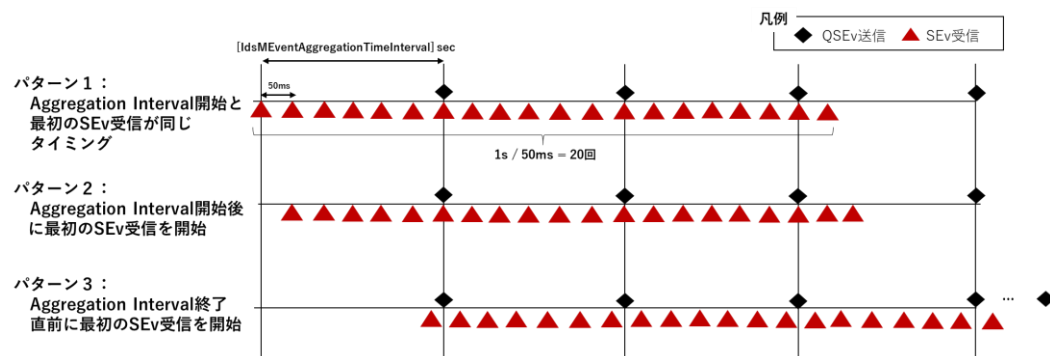 凡例
◆ QSEv送信 ▲ SEv受信
[IdsMEventAggregationTimeInterval] sec
パターン１：
Aggregation Interval開始と
最初のSEv受信が同じ
タイミング
50ms
1s / 50ms = 20回
パターン２：
Aggregation Interval開始後
に最初のSEv受信を開始
パターン３：
Aggregation Interval終了
直前に最初のSEv受信を開始
…